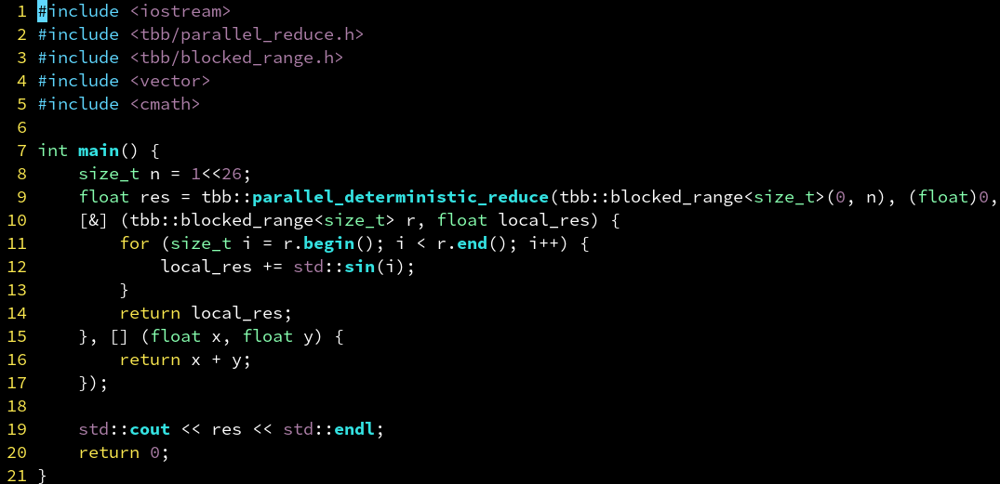 1 #include <iostream>
2 #include <tbb/parallel_reduce.h>
3 #include <tbb/blocked_range.h>
4 #include <vector>
5 #include <cmath>
6
7 int main() {
8     size_t n = 1<<26;
9     float res = tbb::parallel_deterministic_reduce(tbb::blocked_range<size_t>(0, n), (float)0,
10     [&] (tbb::blocked_range<size_t> r, float local_res) {
11         for (size_t i = r.begin(); i < r.end(); i++) {
12             local_res += std::sin(i);
13         }
14         return local_res;
15     }, [] (float x, float y) {
16         return x + y;
17     });
18
19     std::cout << res << std::endl;
20     return 0;
21 }